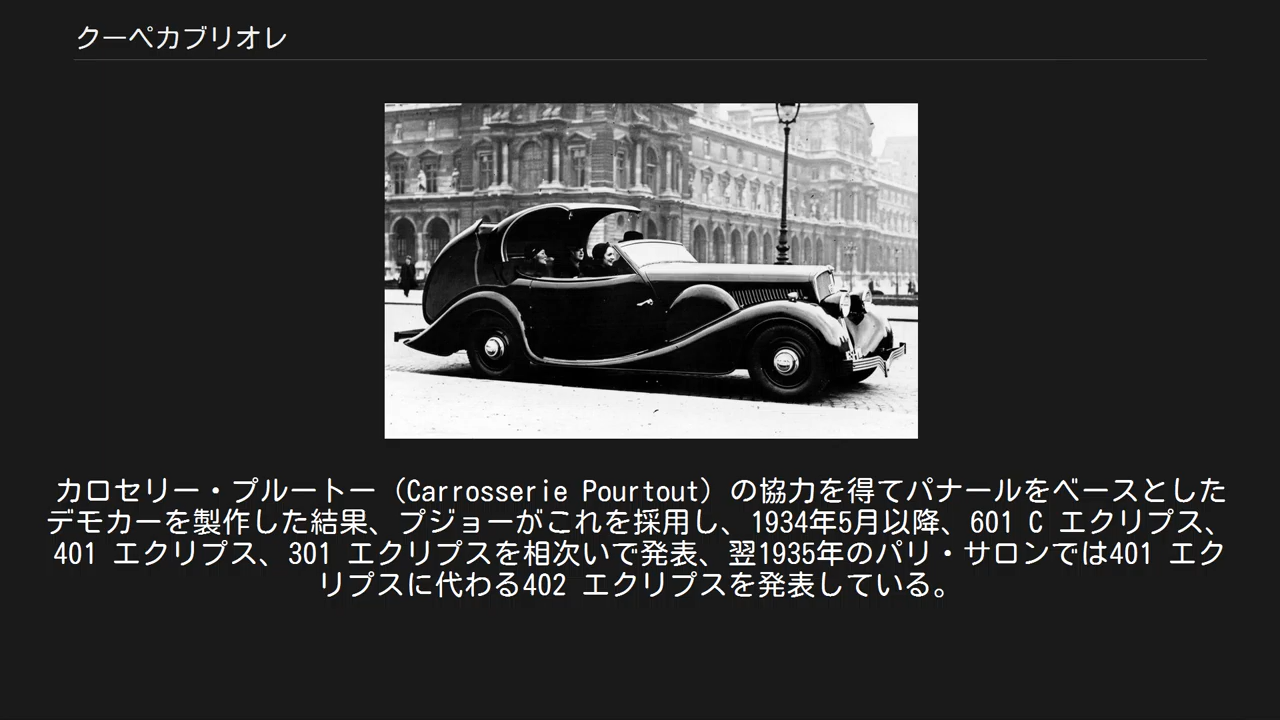 クーペカブリオレ
カロセリー・プルートー（Carrosserie Pourtout）の協力を得てパナールをベースとした
デモカーを製作した結果、プジョーがこれを採用し、1934年5月以降、601 C エクリプス、
401 エクリプス、301 エクリプスを相次いで発表、翌1935年のパリ・サロンでは401 エク
リプスに代わる402 エクリプスを発表している。